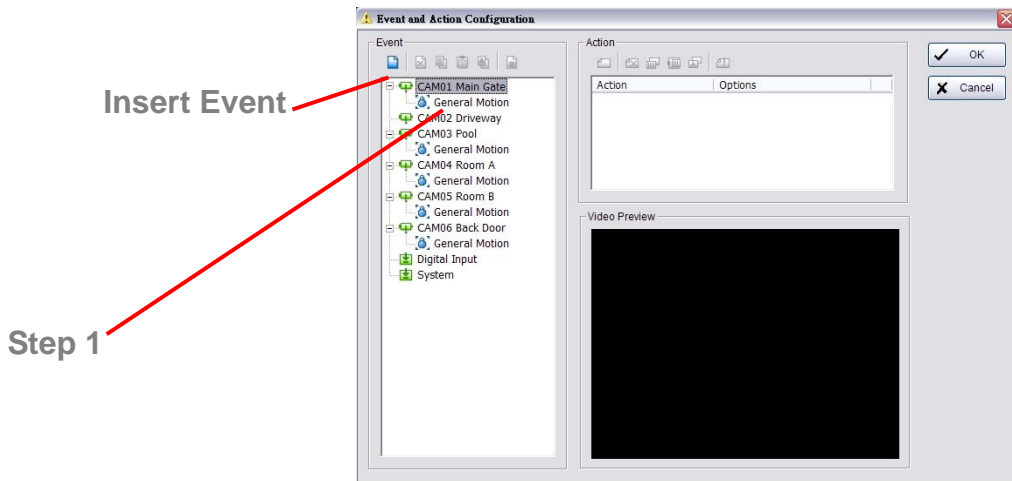 Event and Action Configuration
Event
Action
OK
Cancel
Insert Event
Step 1
CAM01 Main Gate
General Motion
CAM02 Driveway
CAM03 Pool
General Motion
CAM04 Room A
General Motion
CAM05 Room B
General Motion
CAM06 Back Door
General Motion
Digital Input
System
Action Options
Video Preview